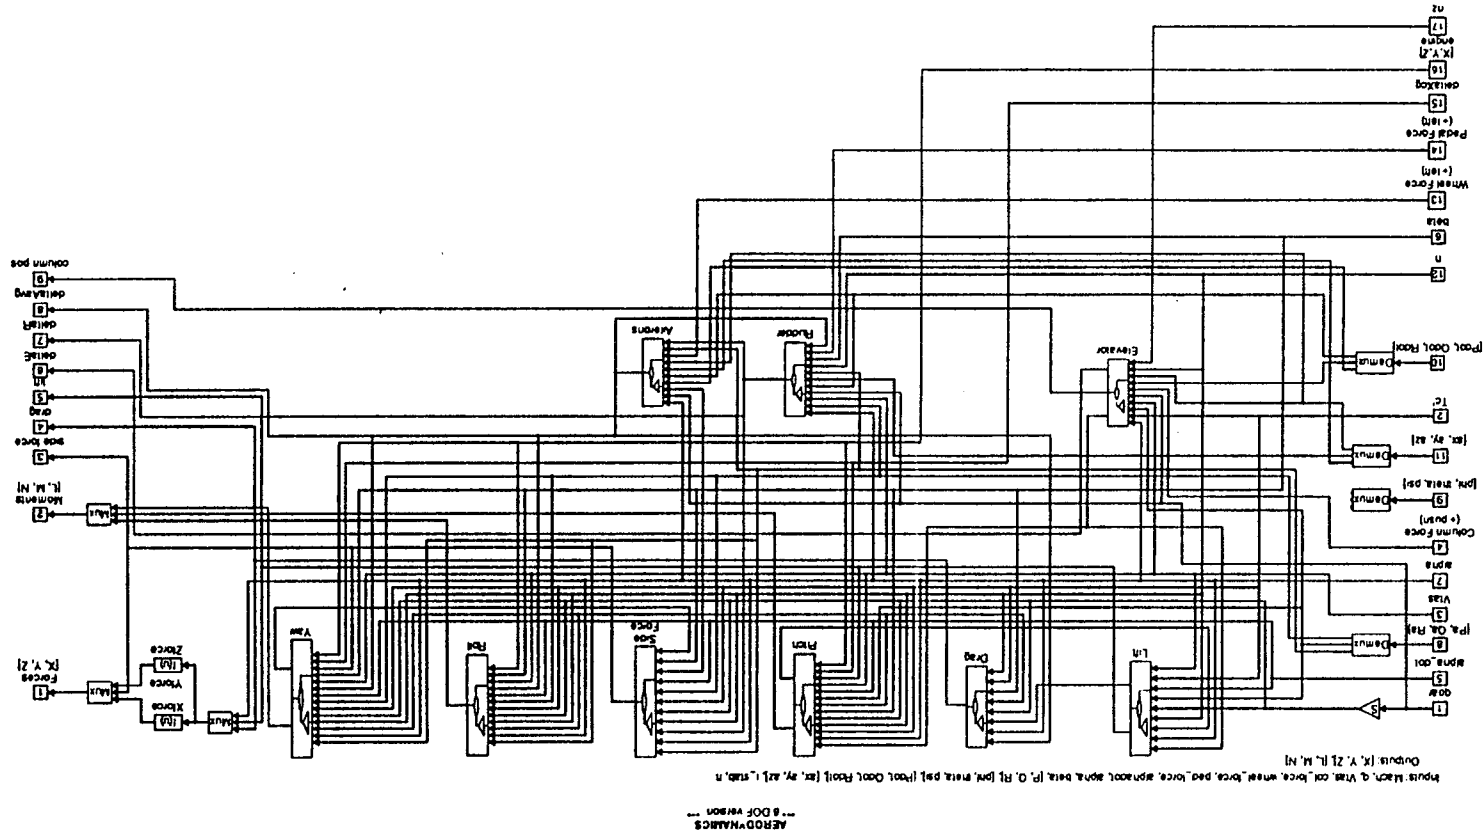 AERODYNAMICS
*** 6 DOF version ***
Inputs: Mach, q, Vtas, col_force, wheel_force, ped_force, alphadot, alpha, beta, [P, Q, R], [phi, theta, psi], [Pdot, Qdot, Rdot], [ax, ay, az], i_stab, n
Outputs: [X, Y, Z], [L, M, N]
1
qbar
S
5
alpha_dot
8
[Pa, Qa, Ra]
Demux
3
Vtas
7
alpha
4
Column Force
(+ push)
9
[phi, theta, psi]
Demux
11
[ax, ay, az]
Demux
2
Tc'
10
[Pdot, Qdot, Rdot]
Demux
12
n
6
beta
13
Wheel Force
(+ left)
14
Pedal Force
(+ left)
15
deltaXcg
16
[X, Y, Z]
engine
17
nz
Lift
Drag
Pitch
Side
Force
Roll
Yaw
Elevator
Rudder
Ailerons
Mux
f(u)
Xforce
Yforce
f(u)
Zforce
Mux
1
Forces
[X, Y, Z]
Mux
2
Moments
[L, M, N]
3
side force
4
drag
5
lift
6
deltaE
7
deltaR
8
deltaAavg
9
column pos